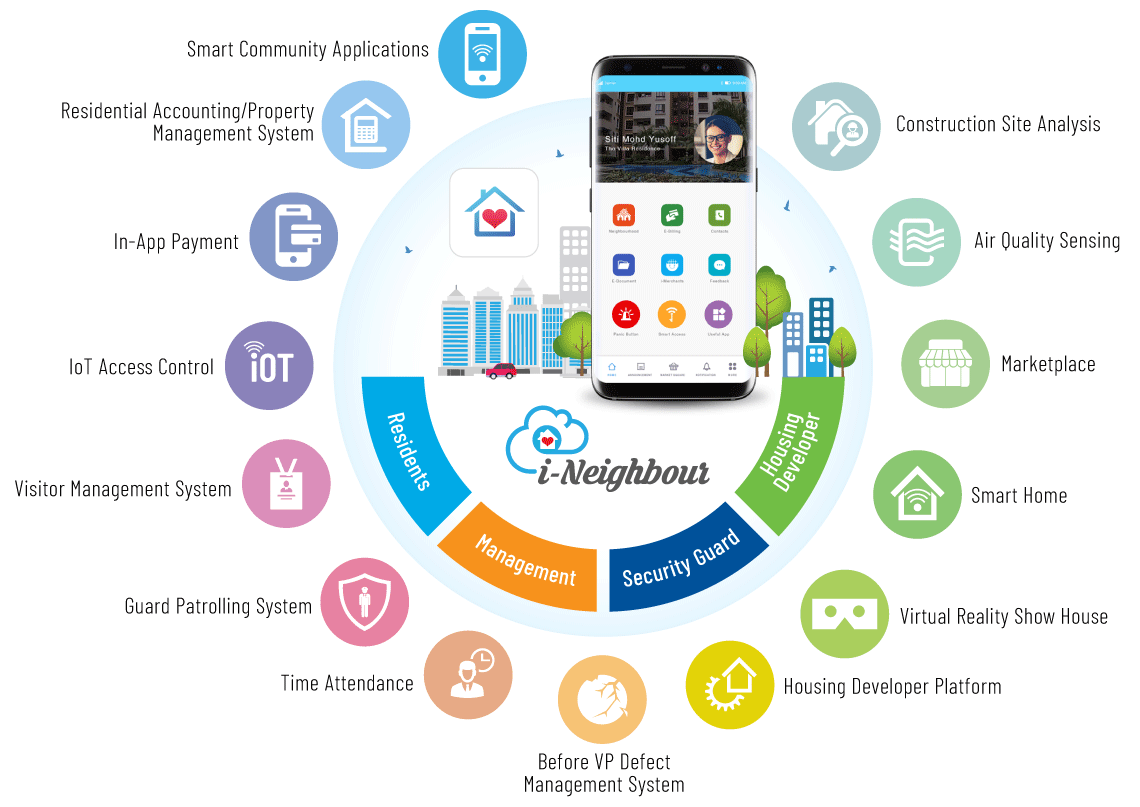 Smart Community Applications
Residential Accounting/Property
Management System
In-App Payment
IoT Access Control
iOT
Visitor Management System
Guard Patrolling System
Time Attendance
Before VP Defect
Management System
Housing Developer Platform
Virtual Reality Show House
Smart Home
Marketplace
Air Quality Sensing
Construction Site Analysis
Siti Mohd Yusoff
The Villa Residence
Neighbourhood
E-Billing
Contacts
E-Document
iMerchants
Feedback
Panic Button
Smart Access
Useful App
i-Neighbour
Residents
Management
Security Guard
Housing
Developer